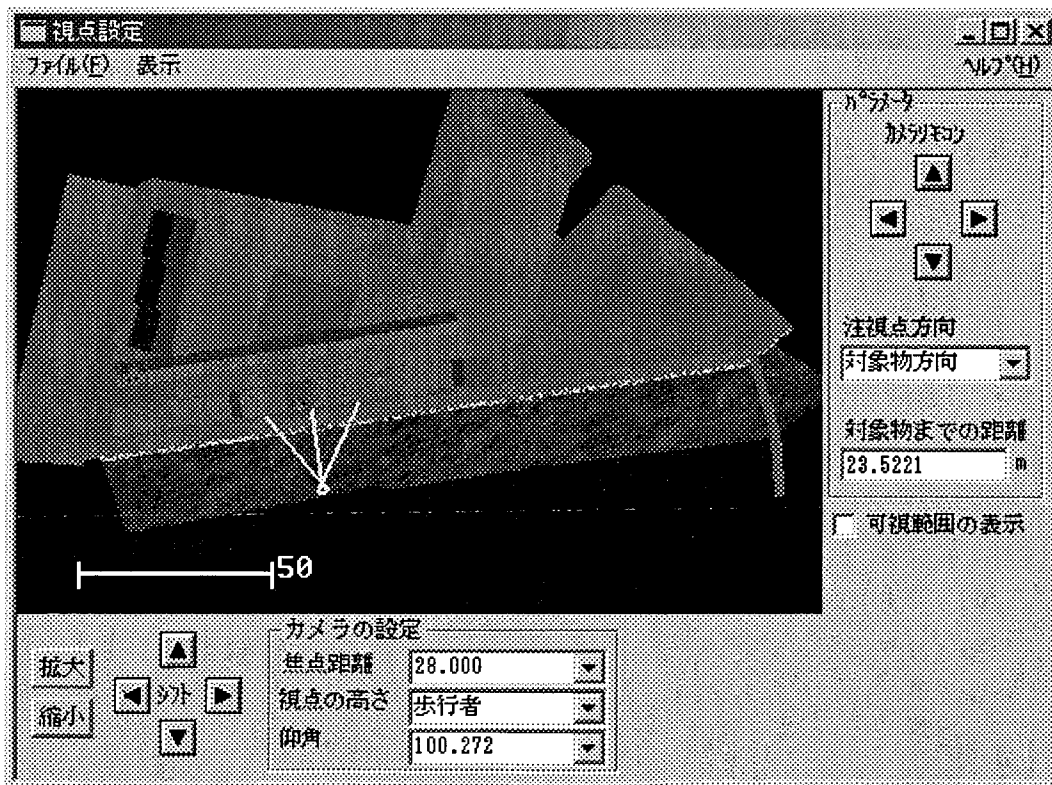 視点設定
ファイル(F) 表示 ヘルプ(H)
パラメータ
カメラリモコン
注視点方向
対象物方向
対象物までの距離
23.5221 m
可視範囲の表示
50
拡大
縮小
シフト
カメラの設定
焦点距離 28.000
視点の高さ 歩行者
仰角 100.272